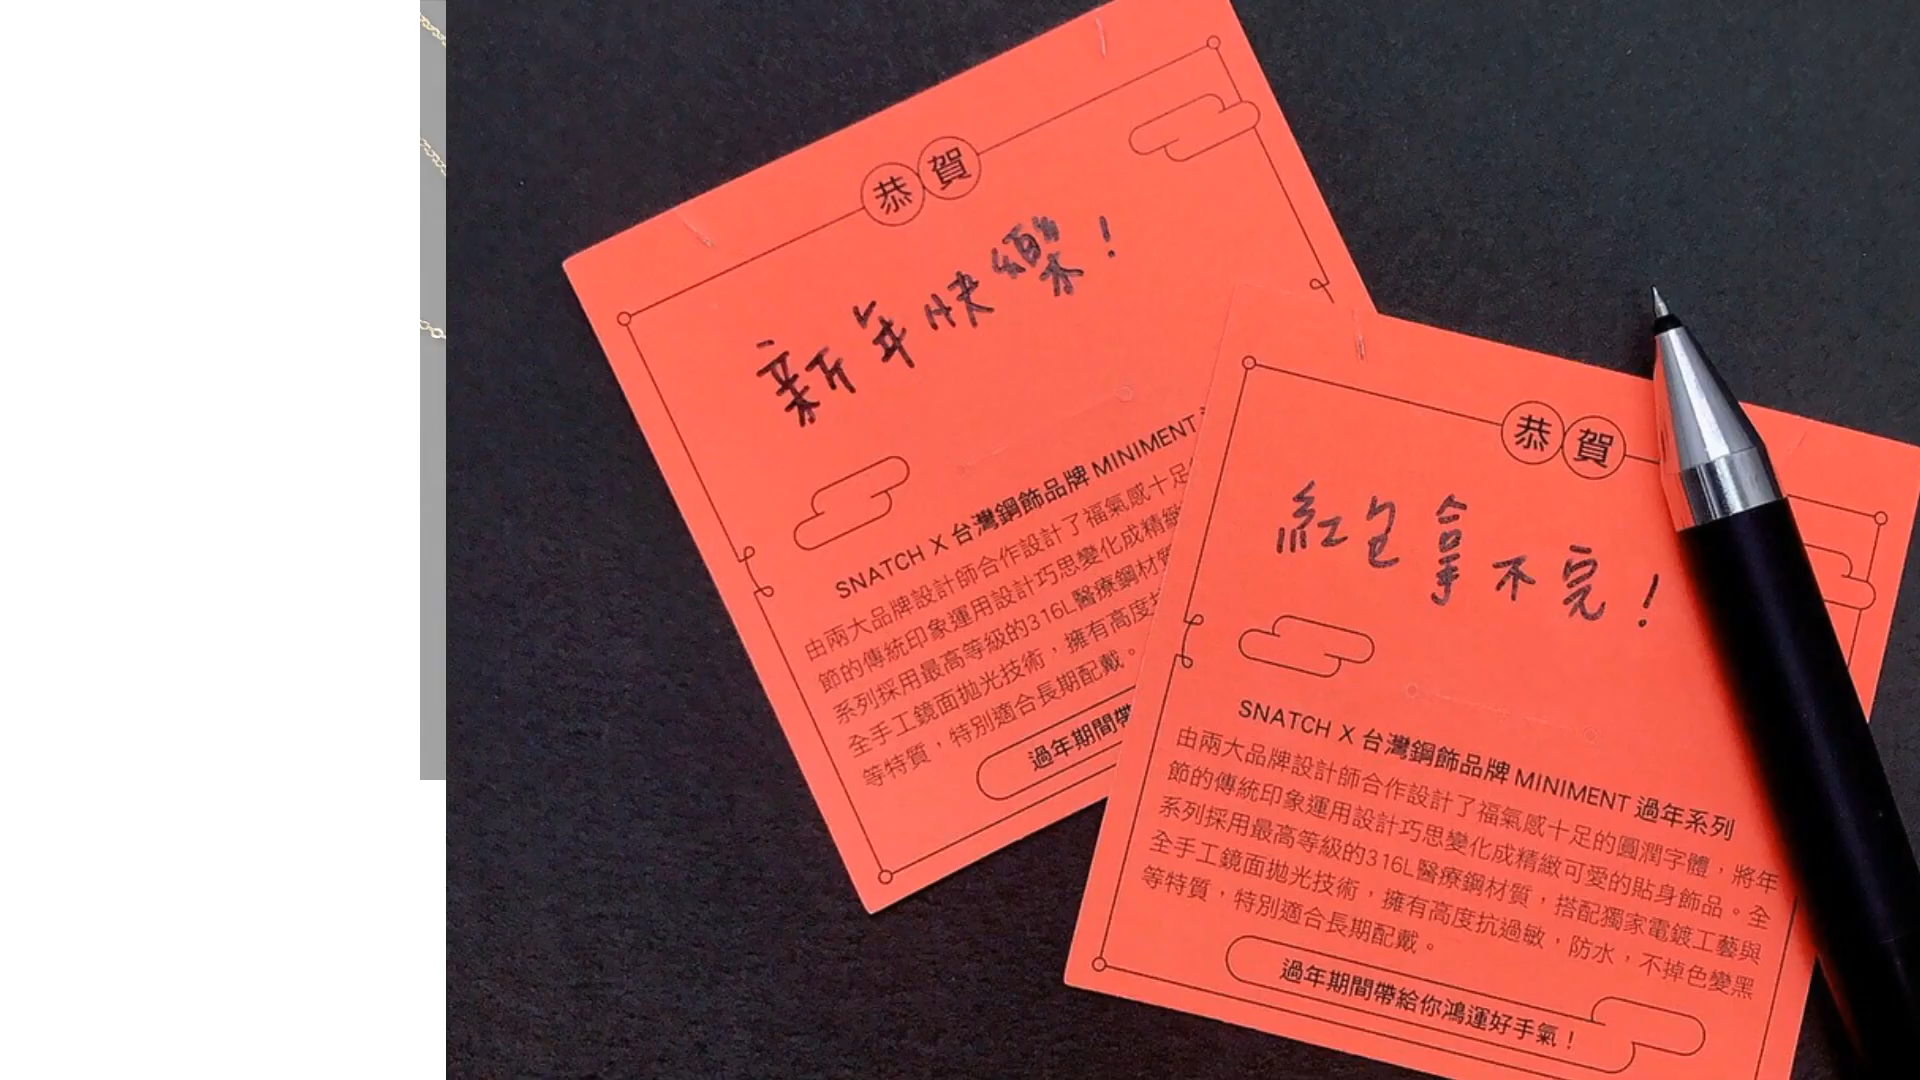 恭賀
新年快樂！
SNATCH X 台灣鋼飾品牌 MINIMENT
由兩大品牌設計師合作設計了福氣感十足
節的傳統印象運用設計巧思變化成精緻
系列採用最高等級的316L醫療鋼材質
全手工鏡面拋光技術，擁有高度
等特質，特別適合長期配戴。
過年期間帶
恭賀
紅包拿不完！
SNATCH X 台灣鋼飾品牌 MINIMENT 過年系列
由兩大品牌設計師合作設計了福氣感十足的圓潤字體，將年
節的傳統印象運用設計巧思變化成精緻可愛的貼身飾品。全
系列採用最高等級的316L醫療鋼材質，搭配獨家電鍍工藝與
全手工鏡面拋光技術，擁有高度抗過敏，防水，不掉色變黑
等特質，特別適合長期配戴。
過年期間帶給你鴻運好手氣！